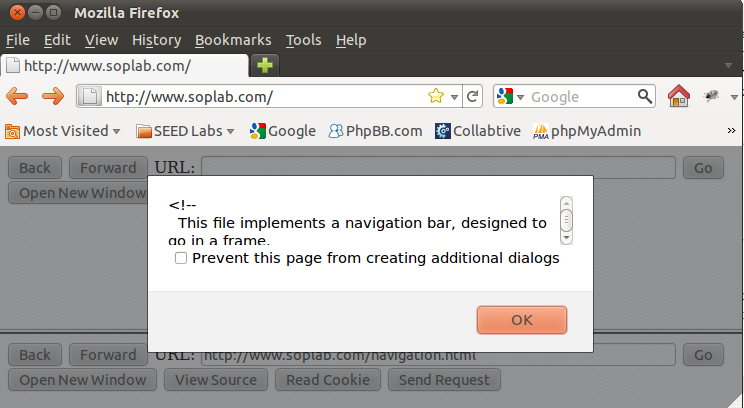 Mozilla Firefox
File Edit View History Bookmarks Tools Help
http://www.soplab.com/
http://www.soplab.com/ Google
Most Visited SEED Labs Google PhpBB.com Collabtive PMA phpMyAdmin »
Back Forward URL: Go
Open New Window
<!--
This file implements a navigation bar, designed to
go in a frame.
Prevent this page from creating additional dialogs
OK
Back Forward URL: http://www.soplab.com/navigation.html Go
Open New Window View Source Read Cookie Send Request